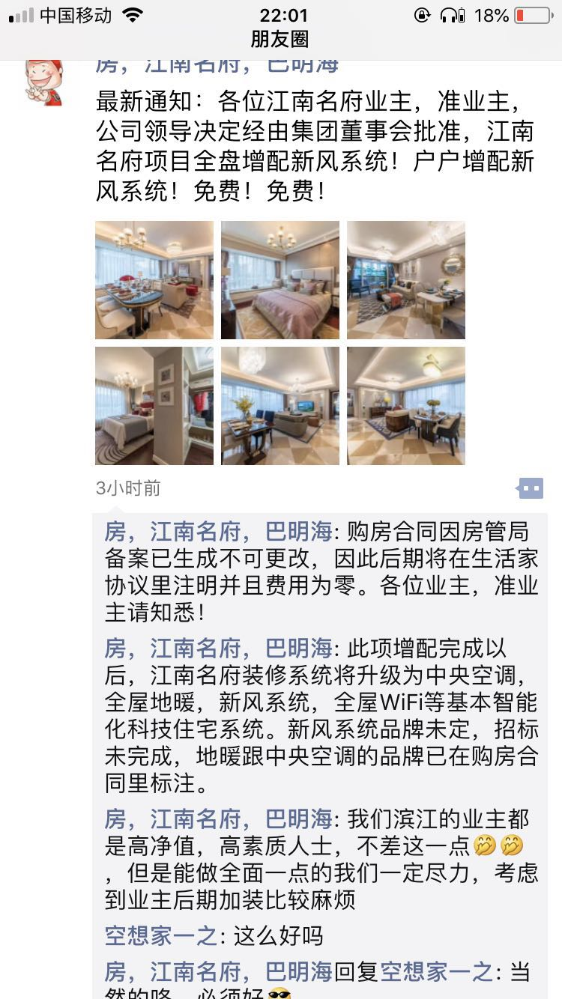 中国移动
22:01
18%
朋友圈
房，江南名府，巴明海
最新通知：各位江南名府业主，准业主，
公司领导决定经由集团董事会批准，江南
名府项目全盘增配新风系统！户户增配新
风系统！免费！免费！
3小时前
房，江南名府，巴明海: 购房合同因房管局
备案已生成不可更改，因此后期将在生活家
协议里注明并且费用为零。各位业主，准业
主请知悉！
房，江南名府，巴明海: 此项增配完成以
后，江南名府装修系统将升级为中央空调，
全屋地暖，新风系统，全屋WiFi等基本智能
化科技住宅系统。新风系统品牌未定，招标
未完成，地暖跟中央空调的品牌已在购房合
同里标注。
房，江南名府，巴明海: 我们滨江的业主都
是高净值，高素质人士，不差这一点🤭🤭
，但是能做全面一点的我们一定尽力，考虑
到业主后期加装比较麻烦
空想家一之: 这么好吗
房，江南名府，巴明海回复空想家一之: 当
然的咯，必须好😎